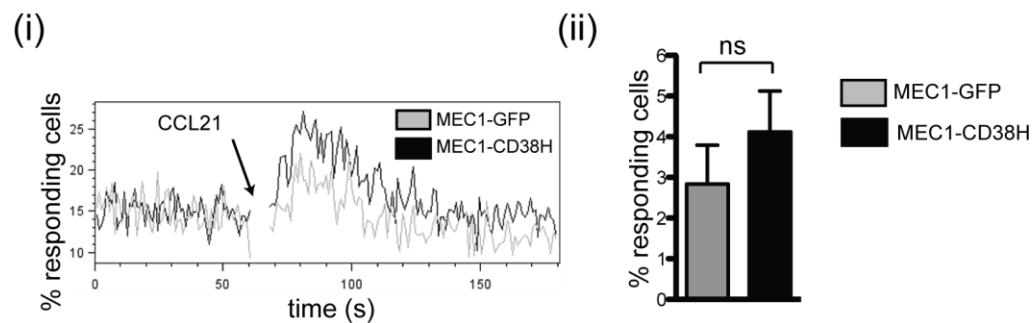 (i)
% responding cells
25
20
15
10
CCL21
MEC1-GFP
MEC1-CD38H
0
50
100
150
time (s)
(ii)
% responding cells
6
5
4
3
2
1
0
ns
MEC1-GFP
MEC1-CD38H